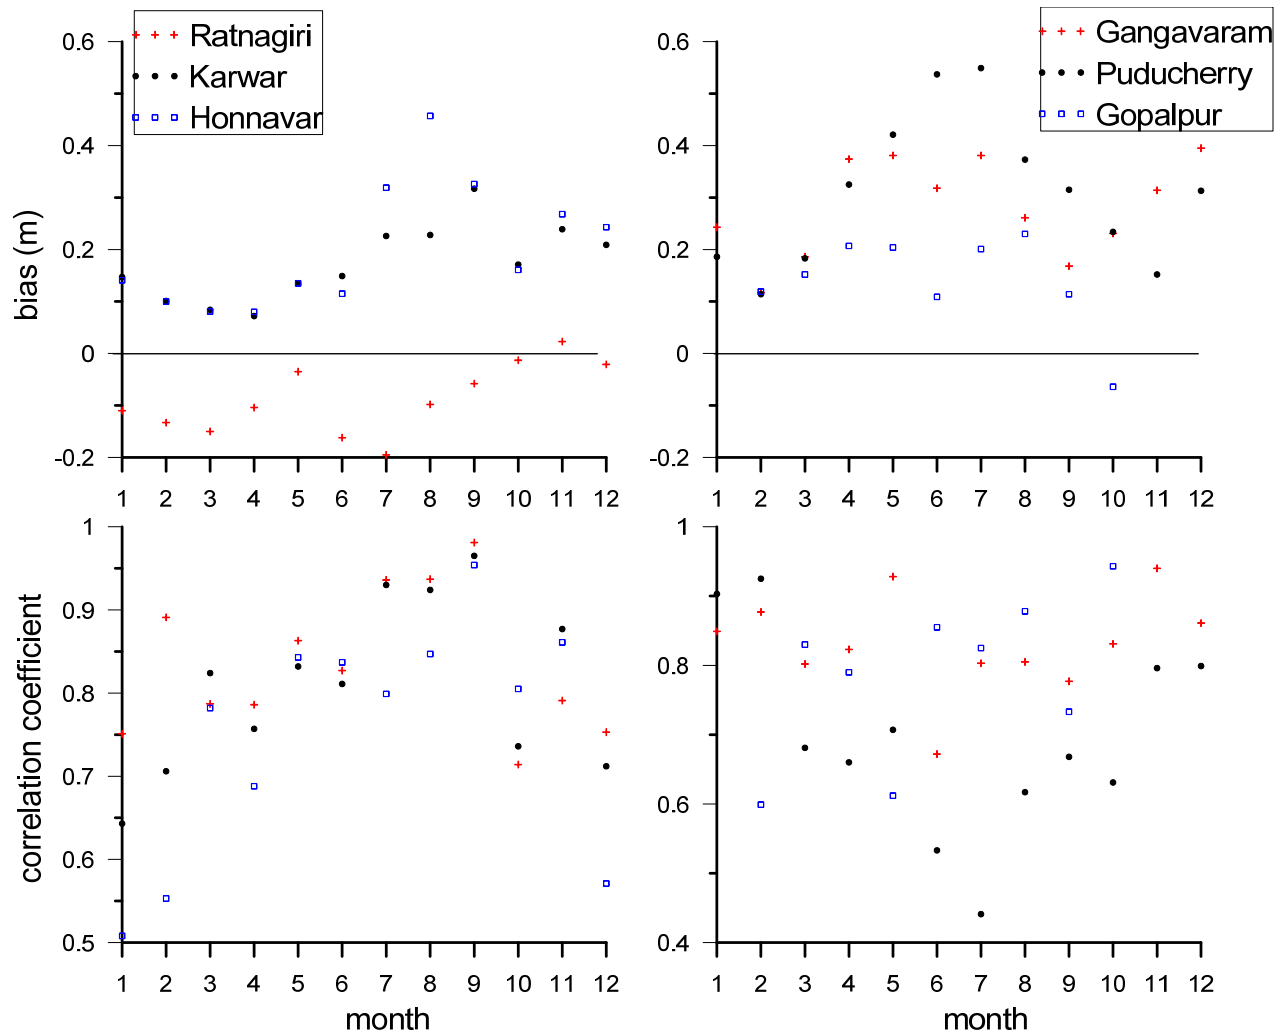 Ratnagiri
Karwar
Honnavar
0.6
0.4
0.2
0
-0.2
bias (m)
1 2 3 4 5 6 7 8 9 10 11 12
Gangavaram
Puducherry
Gopalpur
0.6
0.4
0.2
0
-0.2
1 2 3 4 5 6 7 8 9 10 11 12
1
0.9
0.8
0.7
0.6
0.5
correlation coefficient
1 2 3 4 5 6 7 8 9 10 11 12
month
1
0.8
0.6
0.4
1 2 3 4 5 6 7 8 9 10 11 12
month